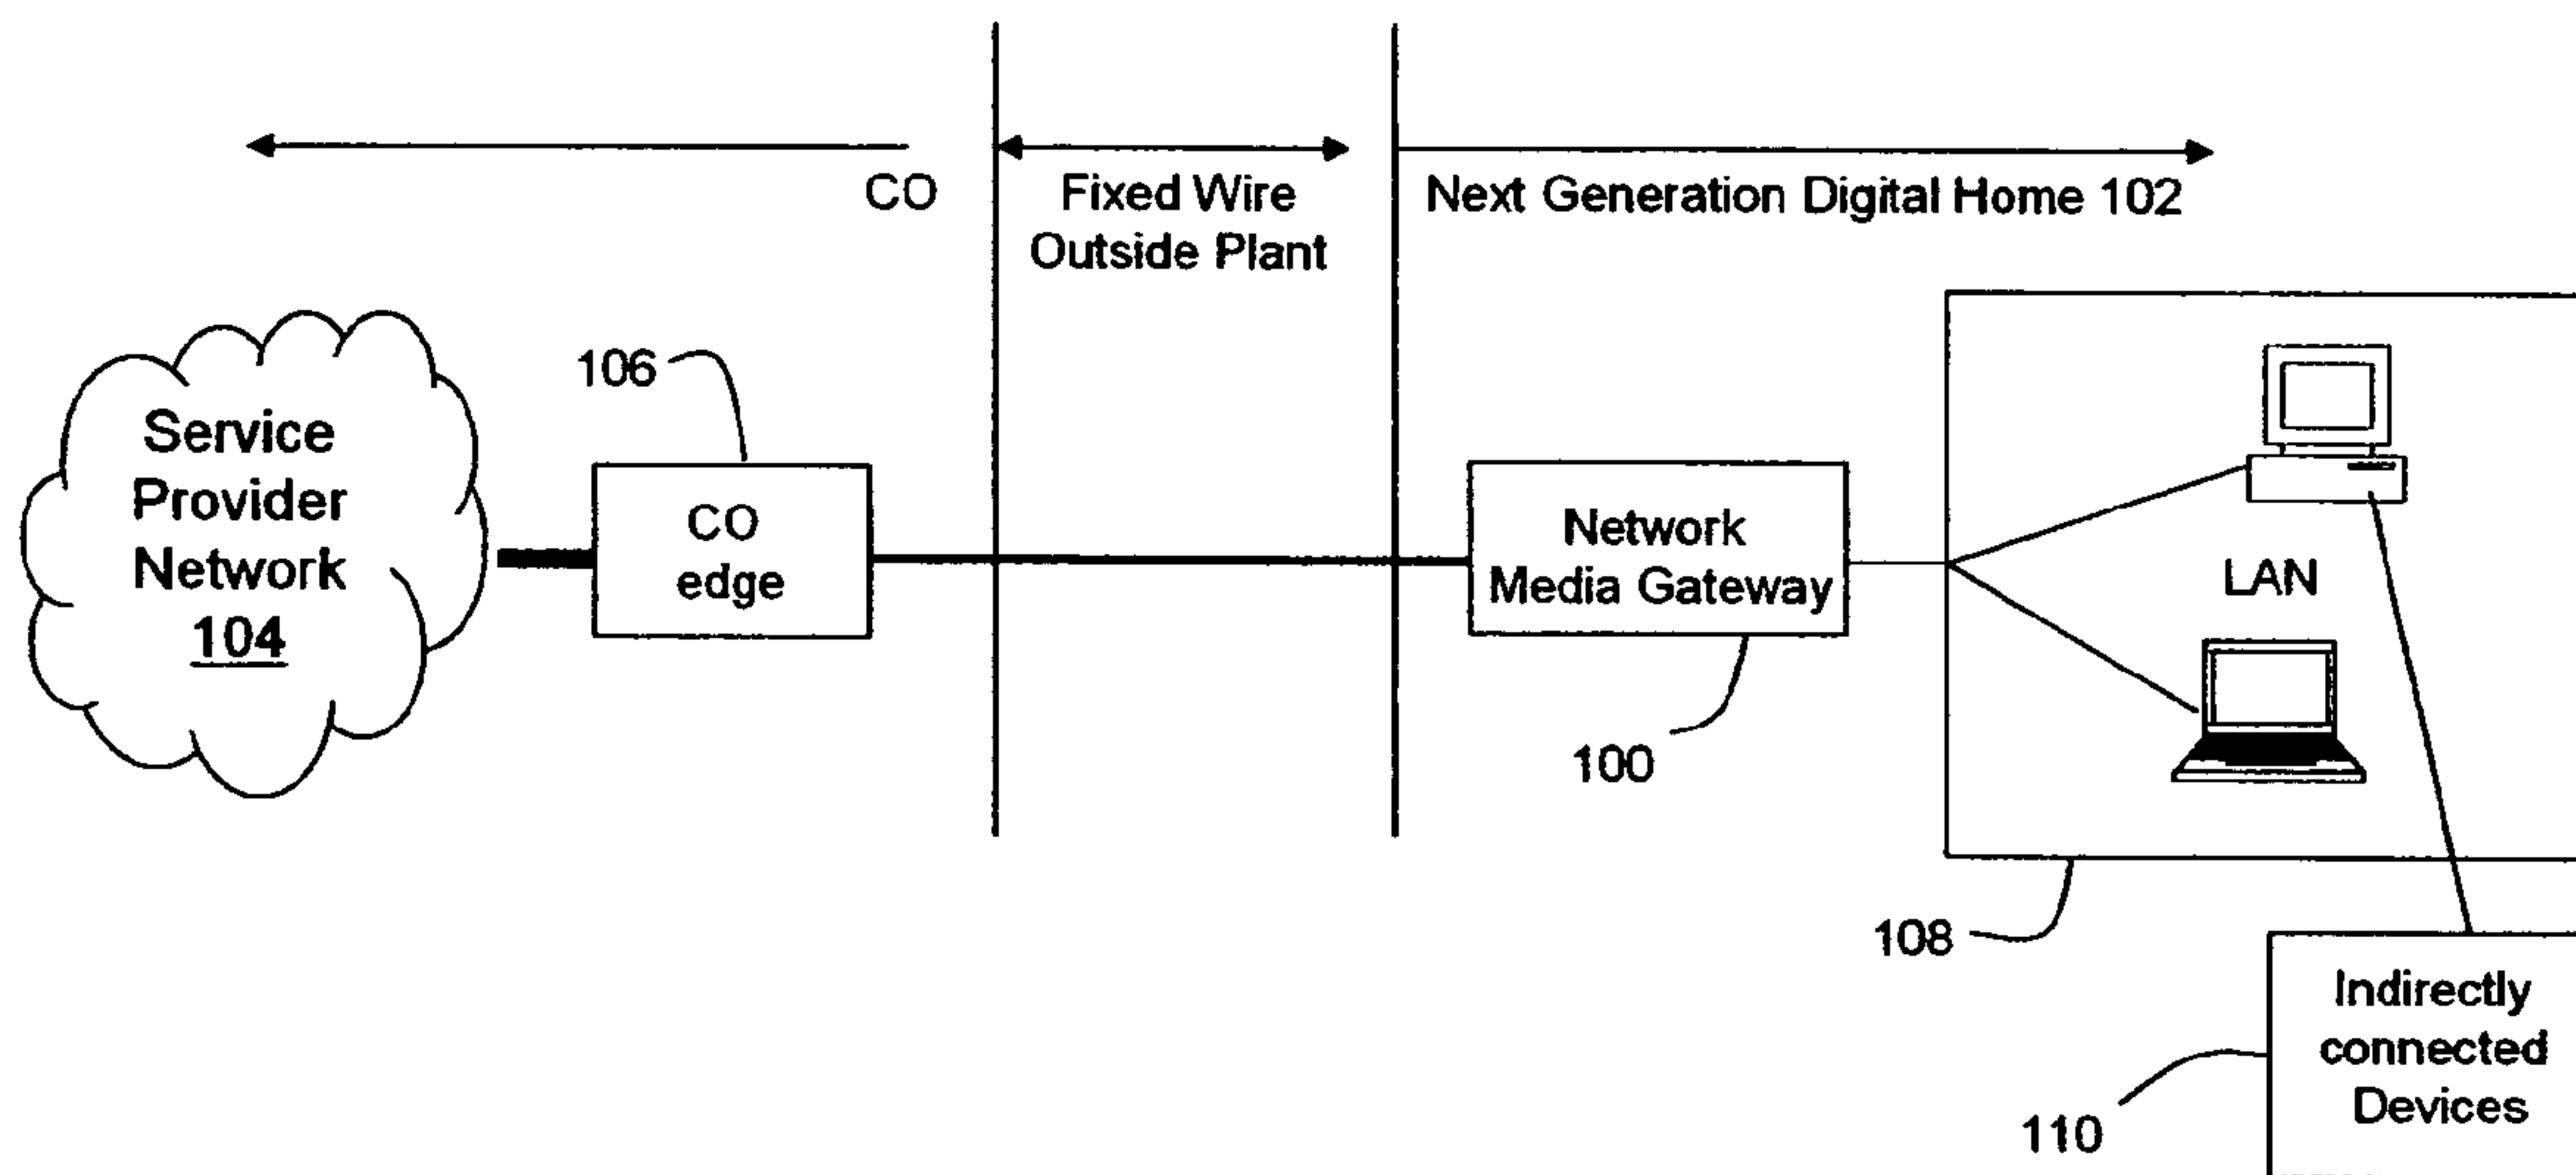 CO
Fixed Wire
Outside Plant
Next Generation Digital Home 102
106
Service
Provider
Network
104
CO
edge
Network
Media Gateway
LAN
100
108
Indirectly
connected
Devices
110